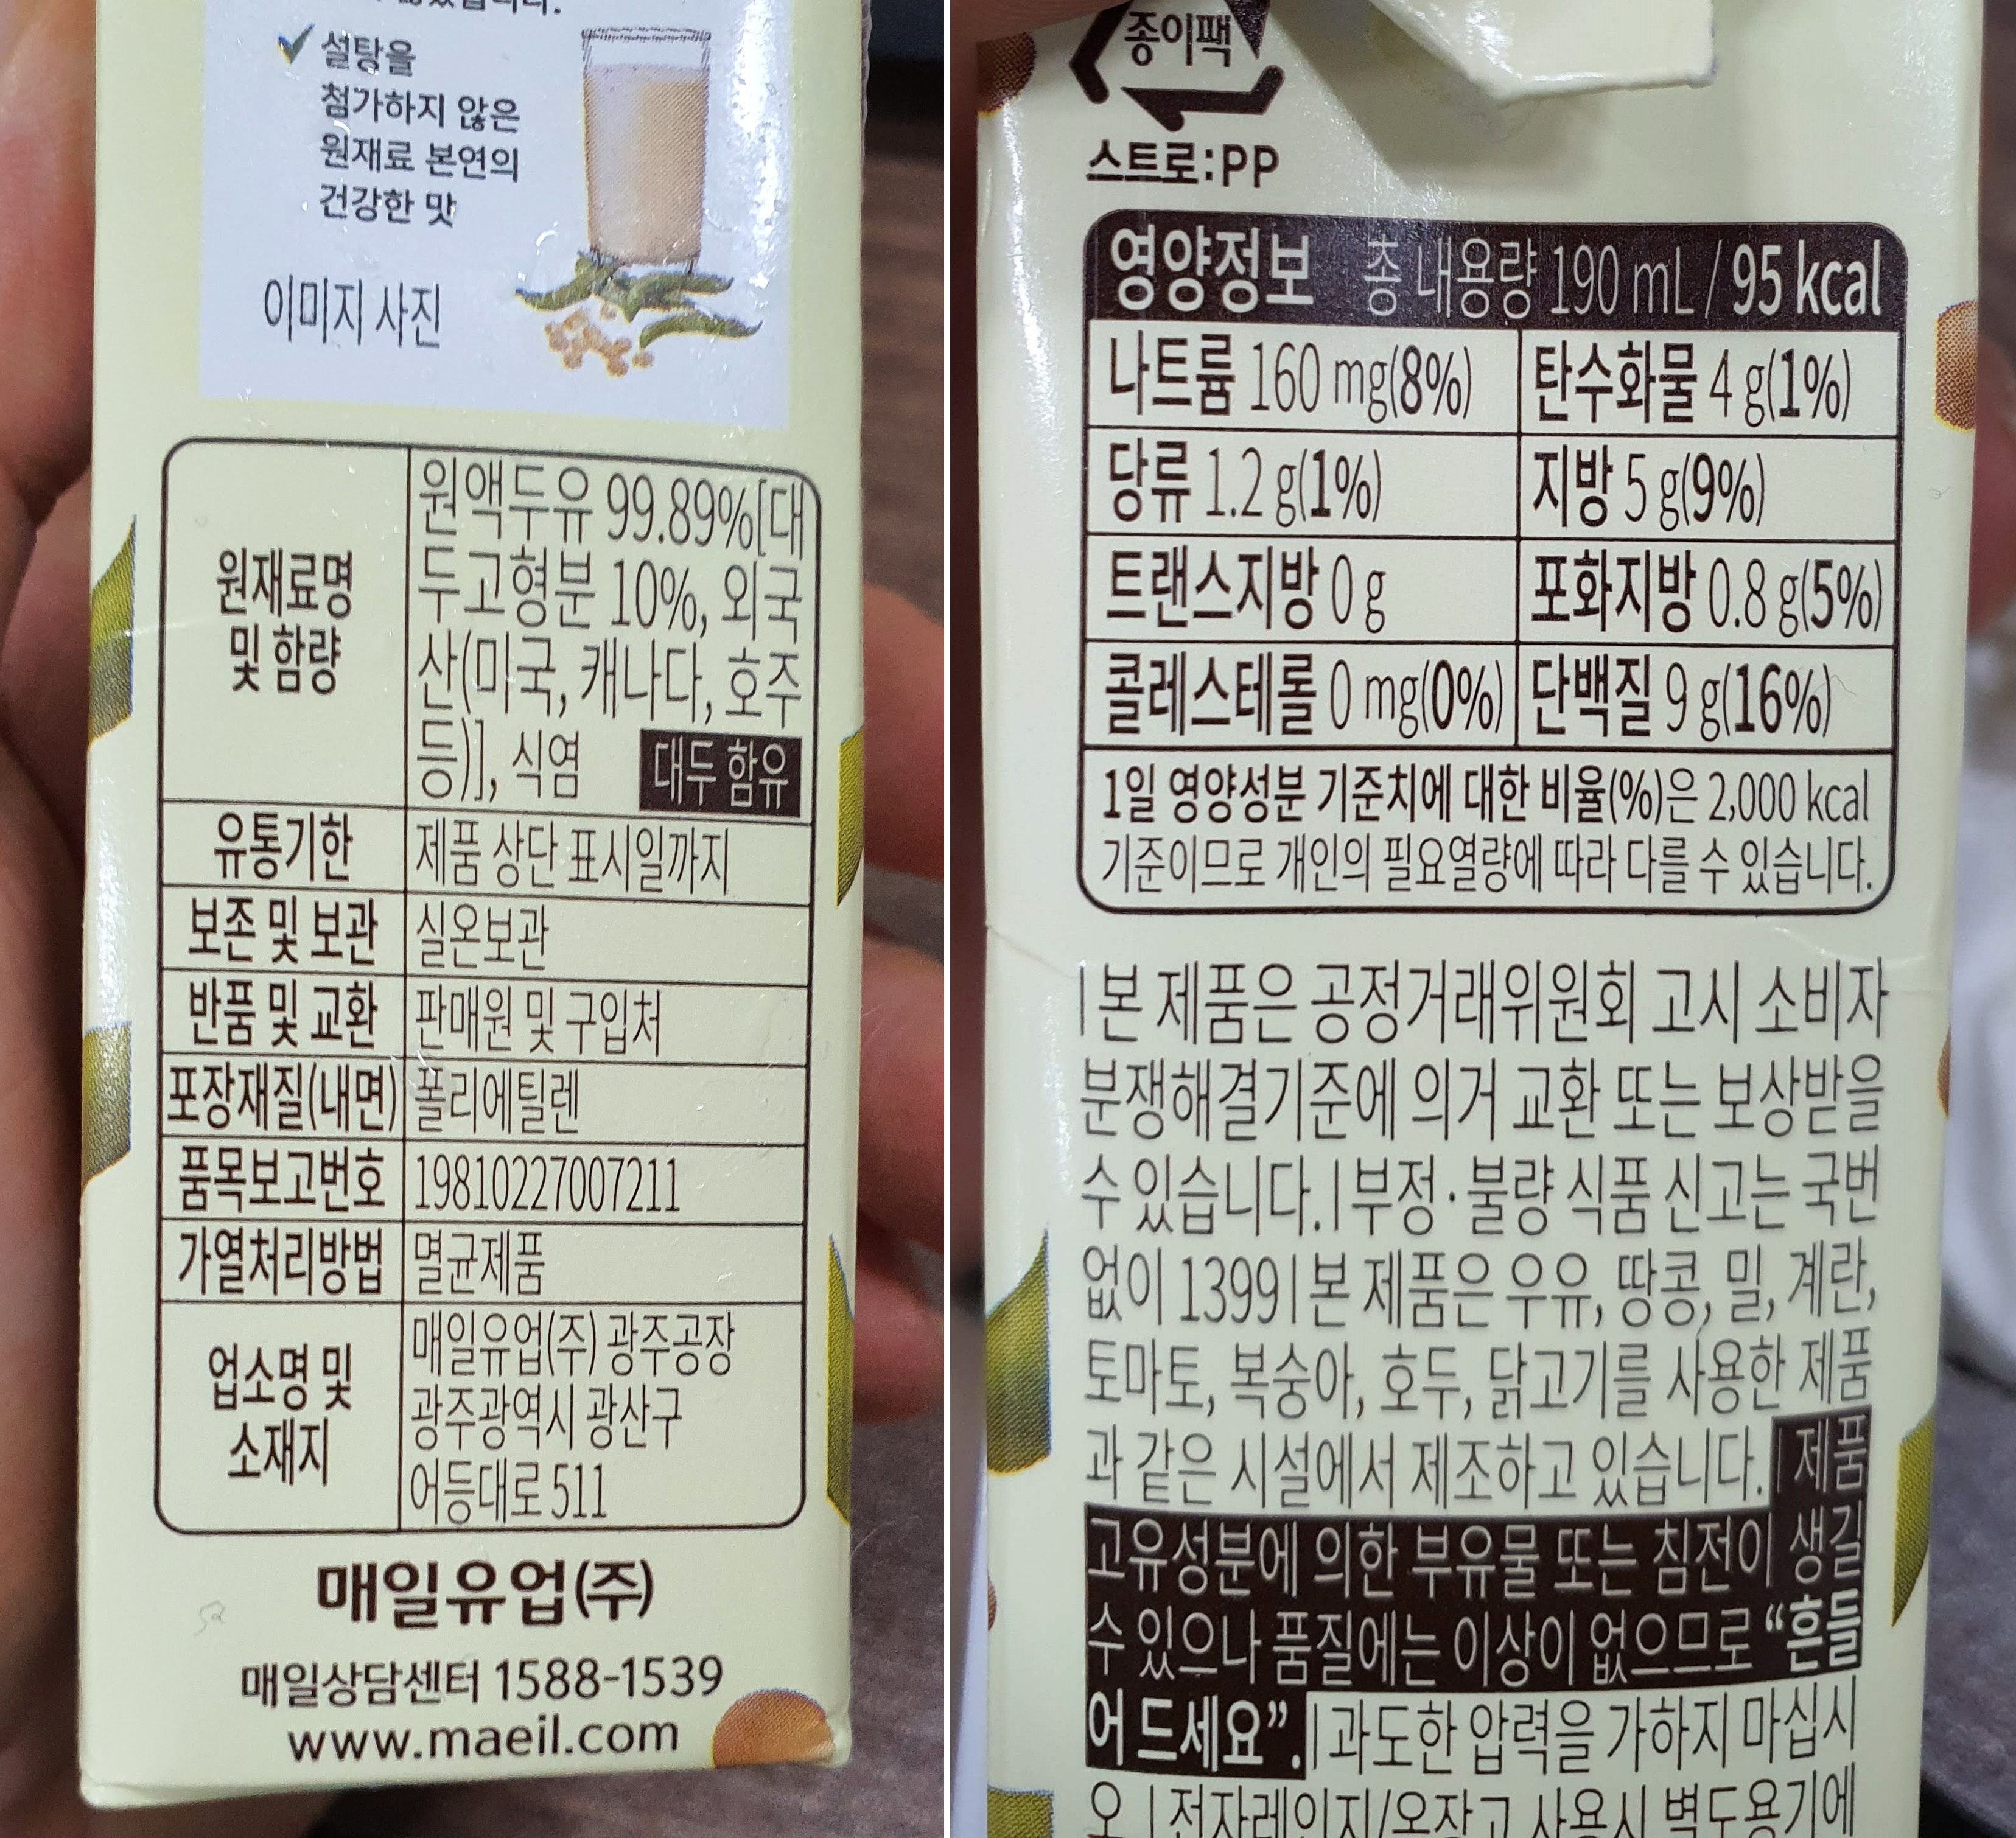 설탕을
첨가하지 않은
원재료 본연의
건강한 맛
이미지 사진
원재료명
및 함량
원액두유 99.89%[대
두고형분 10%, 외국
산(미국, 캐나다, 호주
등)], 식염 대두 함유
유통기한 제품 상단 표시일까지
보존 및 보관 실온보관
반품 및 교환 판매원 및 구입처
포장재질(내면) 폴리에틸렌
품목보고번호 19810227007211
가열처리방법 멸균제품
업소명 및
소재지
매일유업(주) 광주공장
광주광역시 광산구
어등대로 511
매일유업(주)
매일상담센터 1588-1539
www.maeil.com
종이팩
스트로:PP
영양정보 총 내용량 190 mL / 95 kcal
나트륨 160 mg(8%) 탄수화물 4 g(1%)
당류 1.2 g(1%) 지방 5 g(9%)
트랜스지방 0 g 포화지방 0.8 g(5%)
콜레스테롤 0 mg(0%) 단백질 9 g(16%)
1일 영양성분 기준치에 대한 비율(%)은 2,000 kcal
기준이므로 개인의 필요열량에 따라 다를 수 있습니다.
| 본 제품은 공정거래위원회 고시 소비자
분쟁해결기준에 의거 교환 또는 보상받을
수 있습니다. | 부정·불량 식품 신고는 국번
없이 1399 | 본 제품은 우유, 땅콩, 밀, 계란,
토마토, 복숭아, 호두, 닭고기를 사용한 제품
과 같은 시설에서 제조하고 있습니다. | 제품
고유성분에 의한 부유물 또는 침전이 생길
수 있으나 품질에는 이상이 없으므로 “흔들
어 드세요”. | 과도한 압력을 가하지 마십시
오 | 전자레인지/온장고 사용시 별도용기에